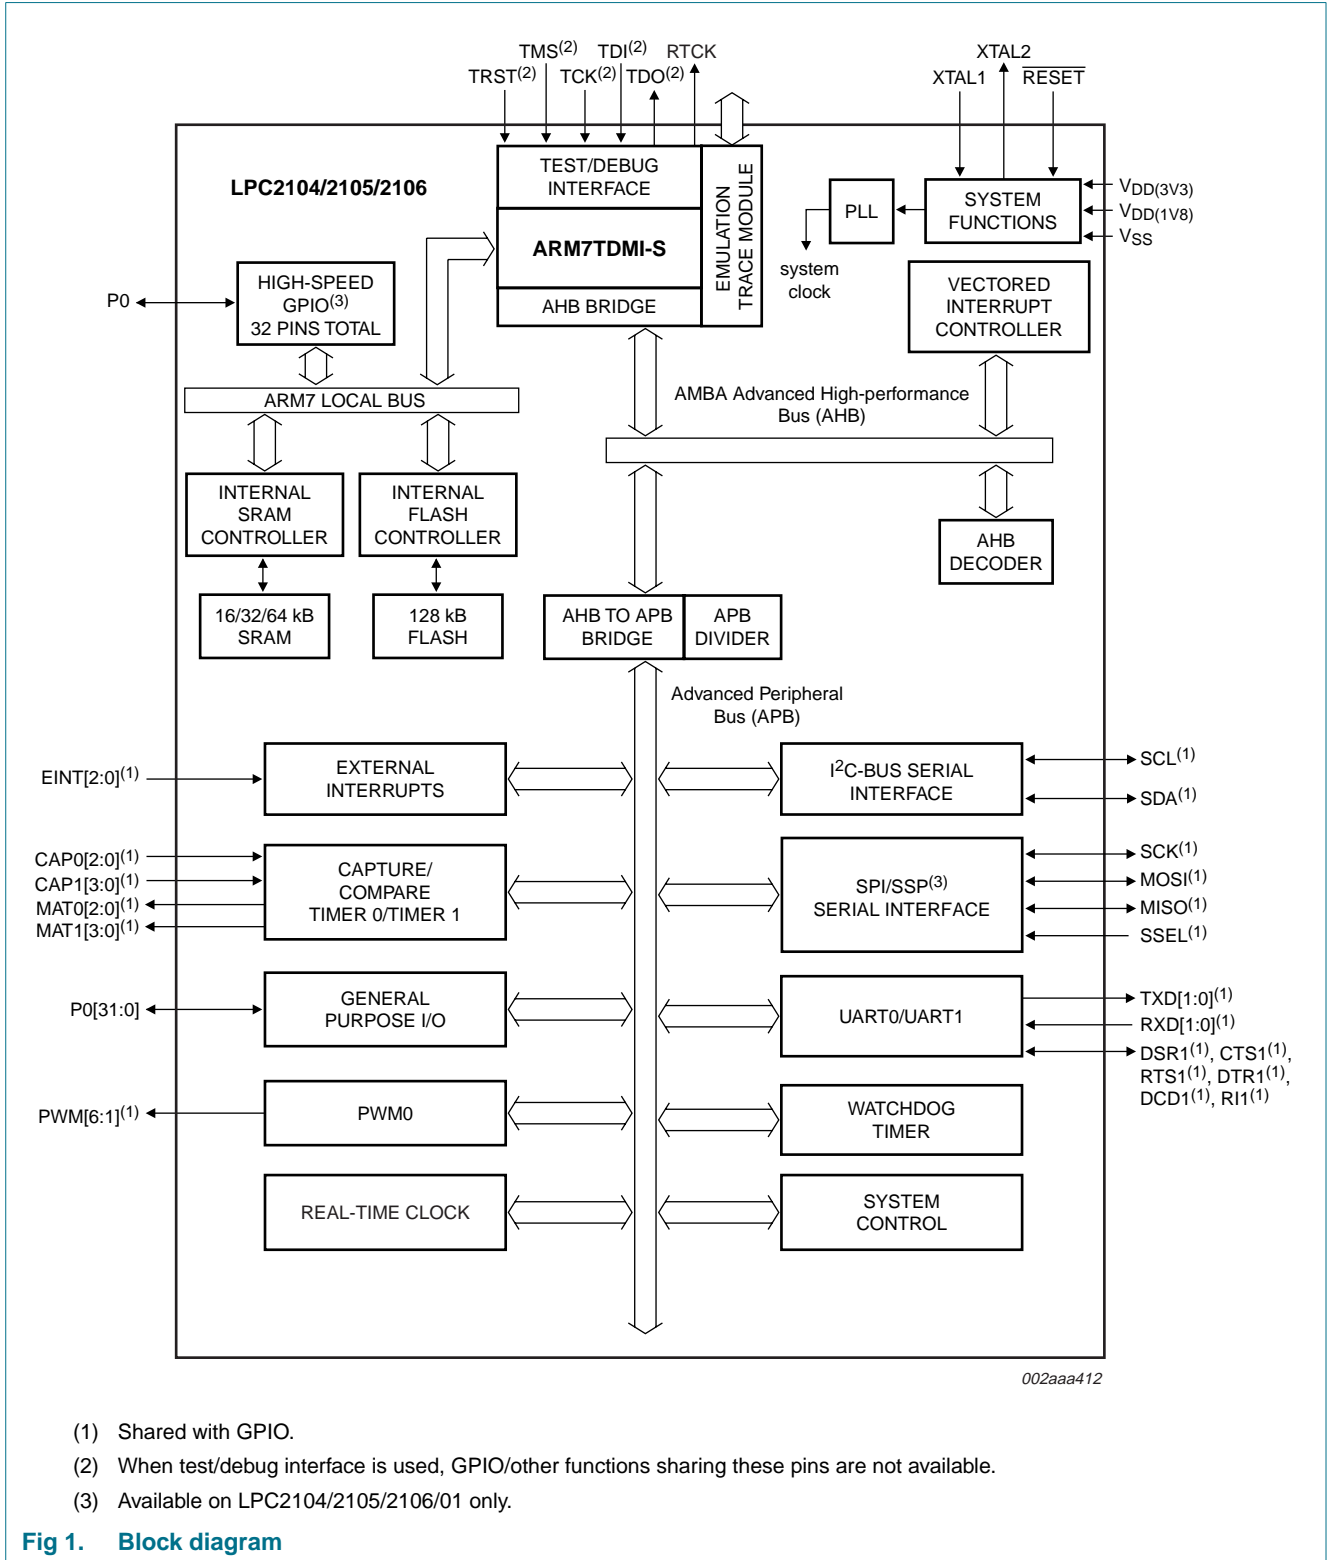 TMS(2) TDI(2) RTCK
TRST(2) TCK(2) TDO(2)
XTAL2
XTAL1 RESET
LPC2104/2105/2106
TEST/DEBUG
INTERFACE
ARM7TDMI-S
AHB BRIDGE
EMULATION
TRACE MODULE
PLL
SYSTEM
FUNCTIONS
VDD(3V3)
VDD(1V8)
VSS
system
clock
P0
HIGH-SPEED
GPIO(3)
32 PINS TOTAL
VECTORED
INTERRUPT
CONTROLLER
ARM7 LOCAL BUS
AMBA Advanced High-performance
Bus (AHB)
INTERNAL
SRAM
CONTROLLER
INTERNAL
FLASH
CONTROLLER
AHB
DECODER
16/32/64 kB
SRAM
128 kB
FLASH
AHB TO APB
BRIDGE
APB
DIVIDER
Advanced Peripheral
Bus (APB)
EINT[2:0](1)
EXTERNAL
INTERRUPTS
I2C-BUS SERIAL
INTERFACE
SCL(1)
SDA(1)
CAP0[2:0](1)
CAP1[3:0](1)
MAT0[2:0](1)
MAT1[3:0](1)
CAPTURE/
COMPARE
TIMER 0/TIMER 1
SPI/SSP(3)
SERIAL INTERFACE
SCK(1)
MOSI(1)
MISO(1)
SSEL(1)
P0[31:0]
GENERAL
PURPOSE I/O
UART0/UART1
TXD[1:0](1)
RXD[1:0](1)
DSR1(1), CTS1(1),
RTS1(1), DTR1(1),
DCD1(1), RI1(1)
PWM[6:1](1)
PWM0
WATCHDOG
TIMER
REAL-TIME CLOCK
SYSTEM
CONTROL
002aaa412
(1) Shared with GPIO.
(2) When test/debug interface is used, GPIO/other functions sharing these pins are not available.
(3) Available on LPC2104/2105/2106/01 only.
Fig 1. Block diagram